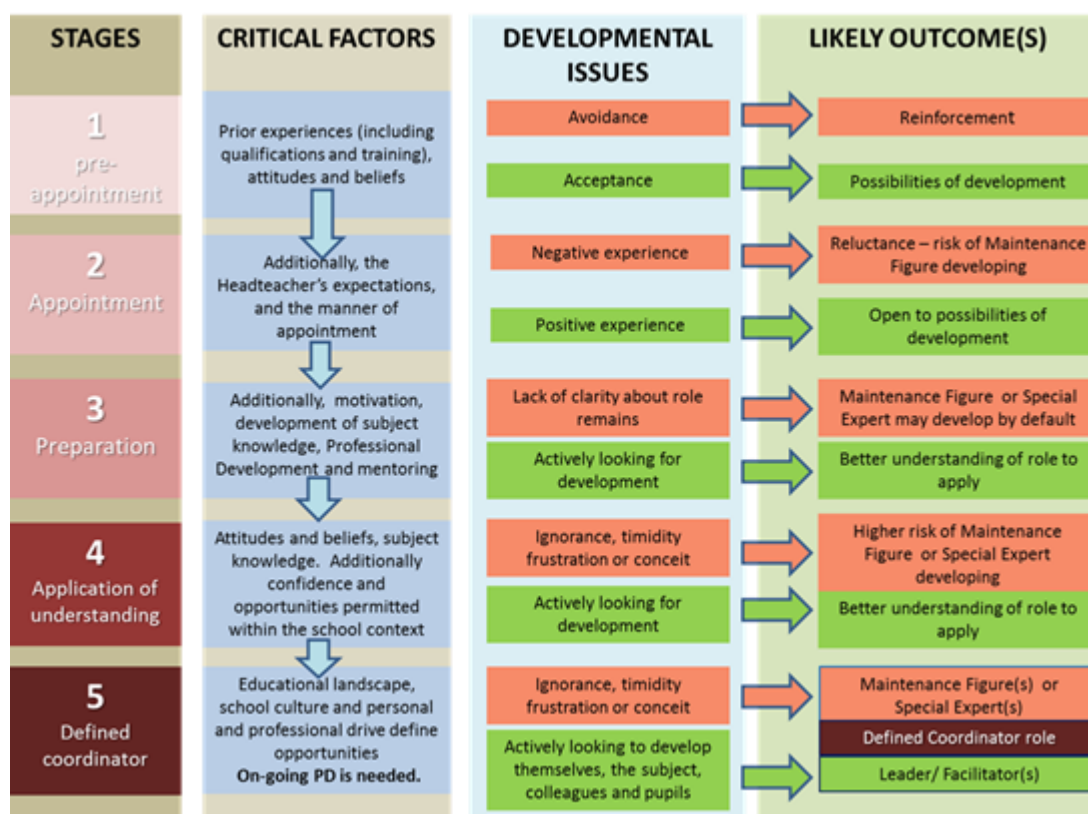 STAGES
CRITICAL FACTORS
DEVELOPMENTAL
ISSUES
LIKELY OUTCOME(S)
1
pre-
appointment
Prior experiences (including
qualifications and training),
attitudes and beliefs
Avoidance
Reinforcement
Acceptance
Possibilities of development
2
Appointment
Additionally, the
Headteacher's expectations,
and the manner of
appointment
Negative experience
Reluctance – risk of Maintenance
Figure developing
Positive experience
Open to possibilities of
development
3
Preparation
Additionally, motivation,
development of subject
knowledge, Professional
Development and mentoring
Lack of clarity about role
remains
Maintenance Figure or Special
Expert may develop by default
Actively looking for
development
Better understanding of role to
apply
4
Application of
understanding
Attitudes and beliefs, subject
knowledge. Additionally
confidence and
opportunities permitted
within the school context
Ignorance, timidity
frustration or conceit
Higher risk of Maintenance
Figure or Special Expert
developing
Actively looking for
development
Better understanding of role to
apply
5
Defined
coordinator
Educational landscape,
school culture and personal
and professional drive define
opportunities
On-going PD is needed.
Ignorance, timidity
frustration or conceit
Maintenance Figure(s) or
Special Expert(s)
Defined Coordinator role
Actively looking to develop
themselves, the subject,
colleagues and pupils
Leader/ Facilitator(s)